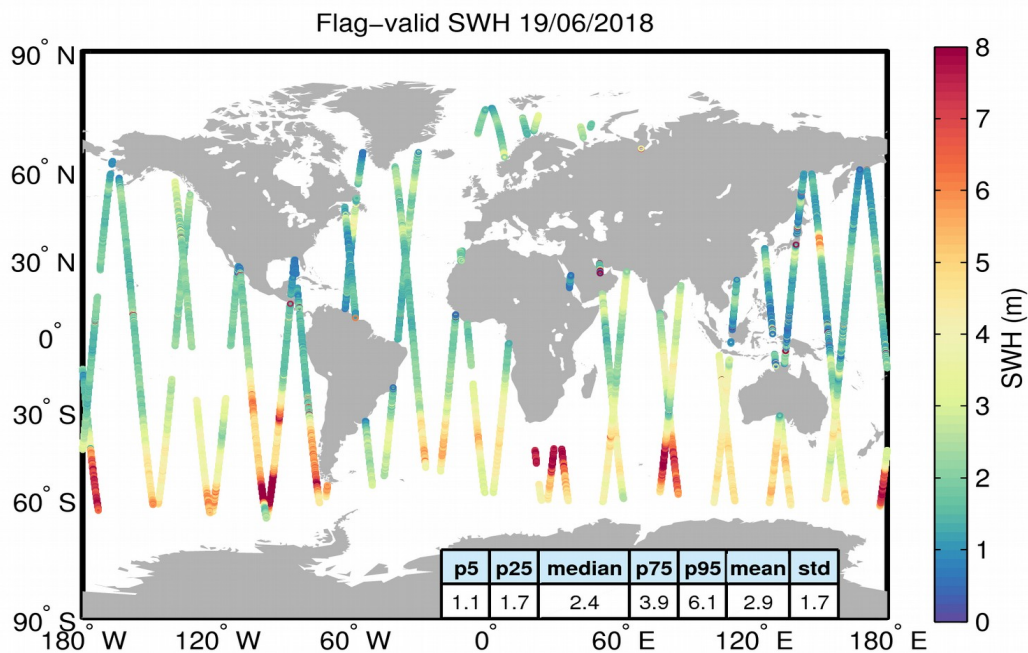 Flag−valid SWH 19/06/2018
90° N
60° N
30° N
0°
30° S
60° S
90° S
180° W
120° W
60° W
0°
60° E
120° E
180° E
8
7
6
5
4
3
2
1
0
SWH (m)
p5 p25 median p75 p95 mean std
1.1 1.7 2.4 3.9 6.1 2.9 1.7